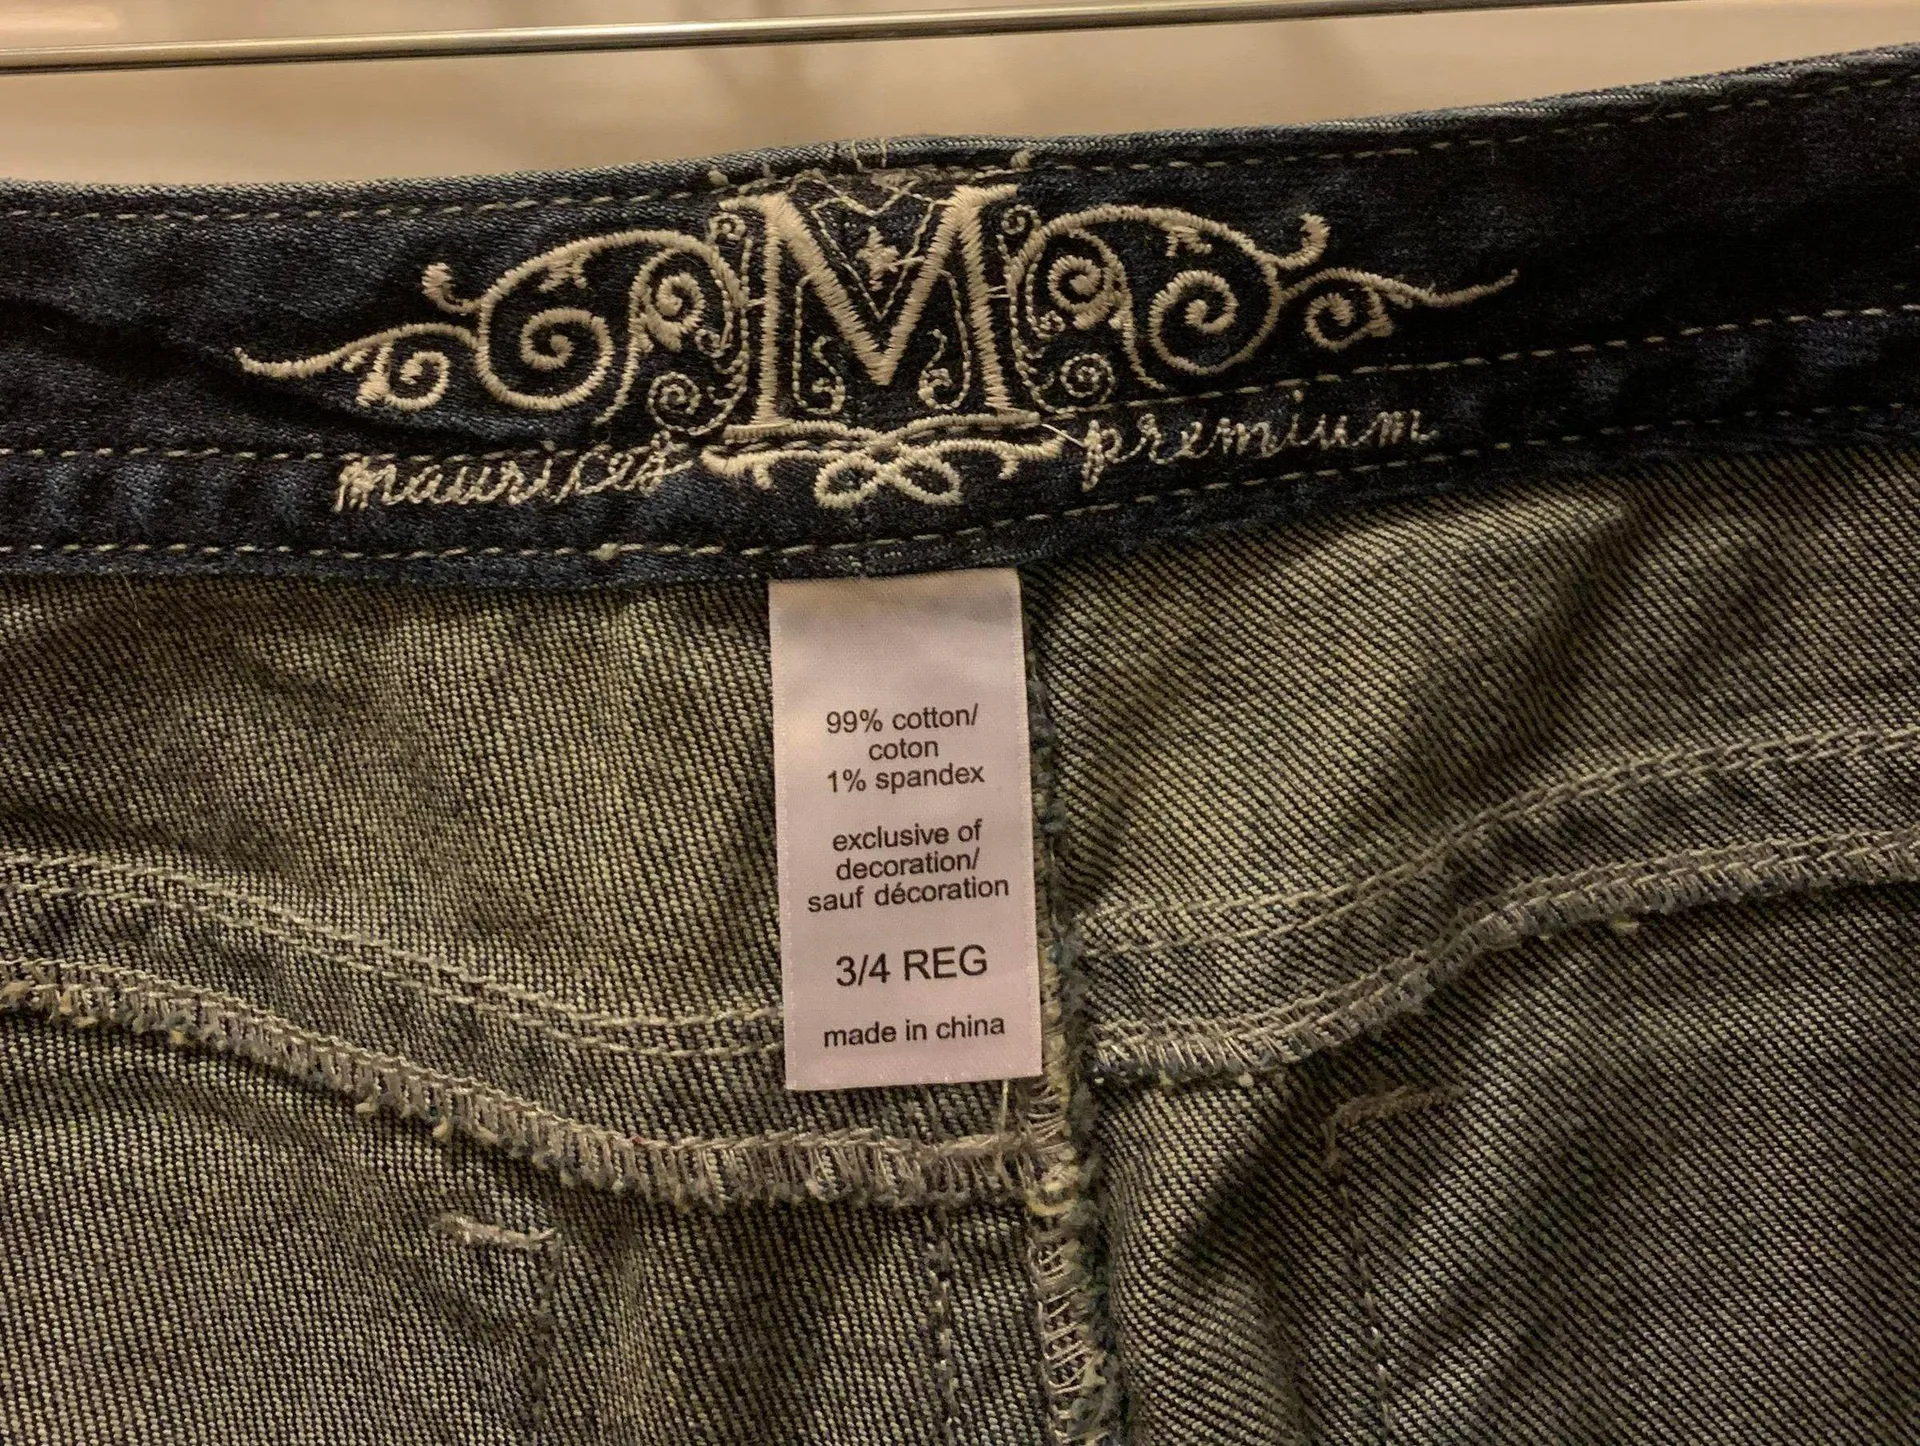 M
maurices premium
99% cotton/
coton
1% spandex
exclusive of
decoration/
sauf décoration
3/4 REG
made in china